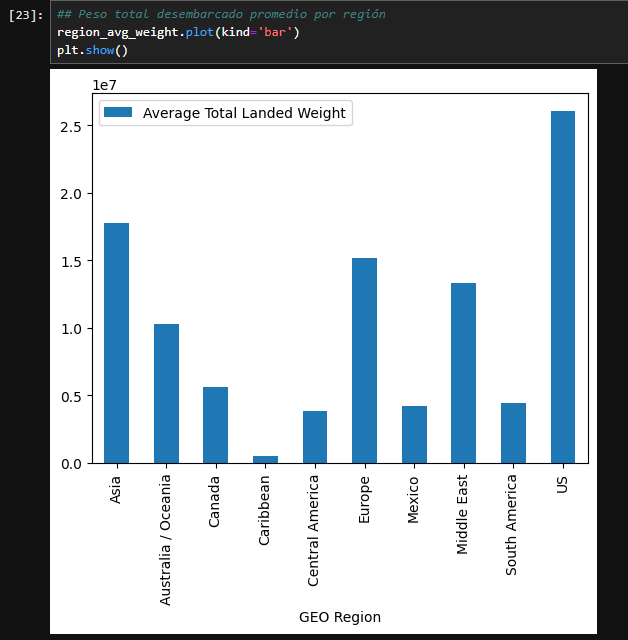 [23]: ## Peso total desembarcado promedio por región
region_avg_weight.plot(kind='bar')
plt.show()
1e7
Average Total Landed Weight
2.5
2.0
1.5
1.0
0.5
0.0
Asia
Australia / Oceania
Canada
Caribbean
Central America
Europe
Mexico
Middle East
South America
US
GEO Region